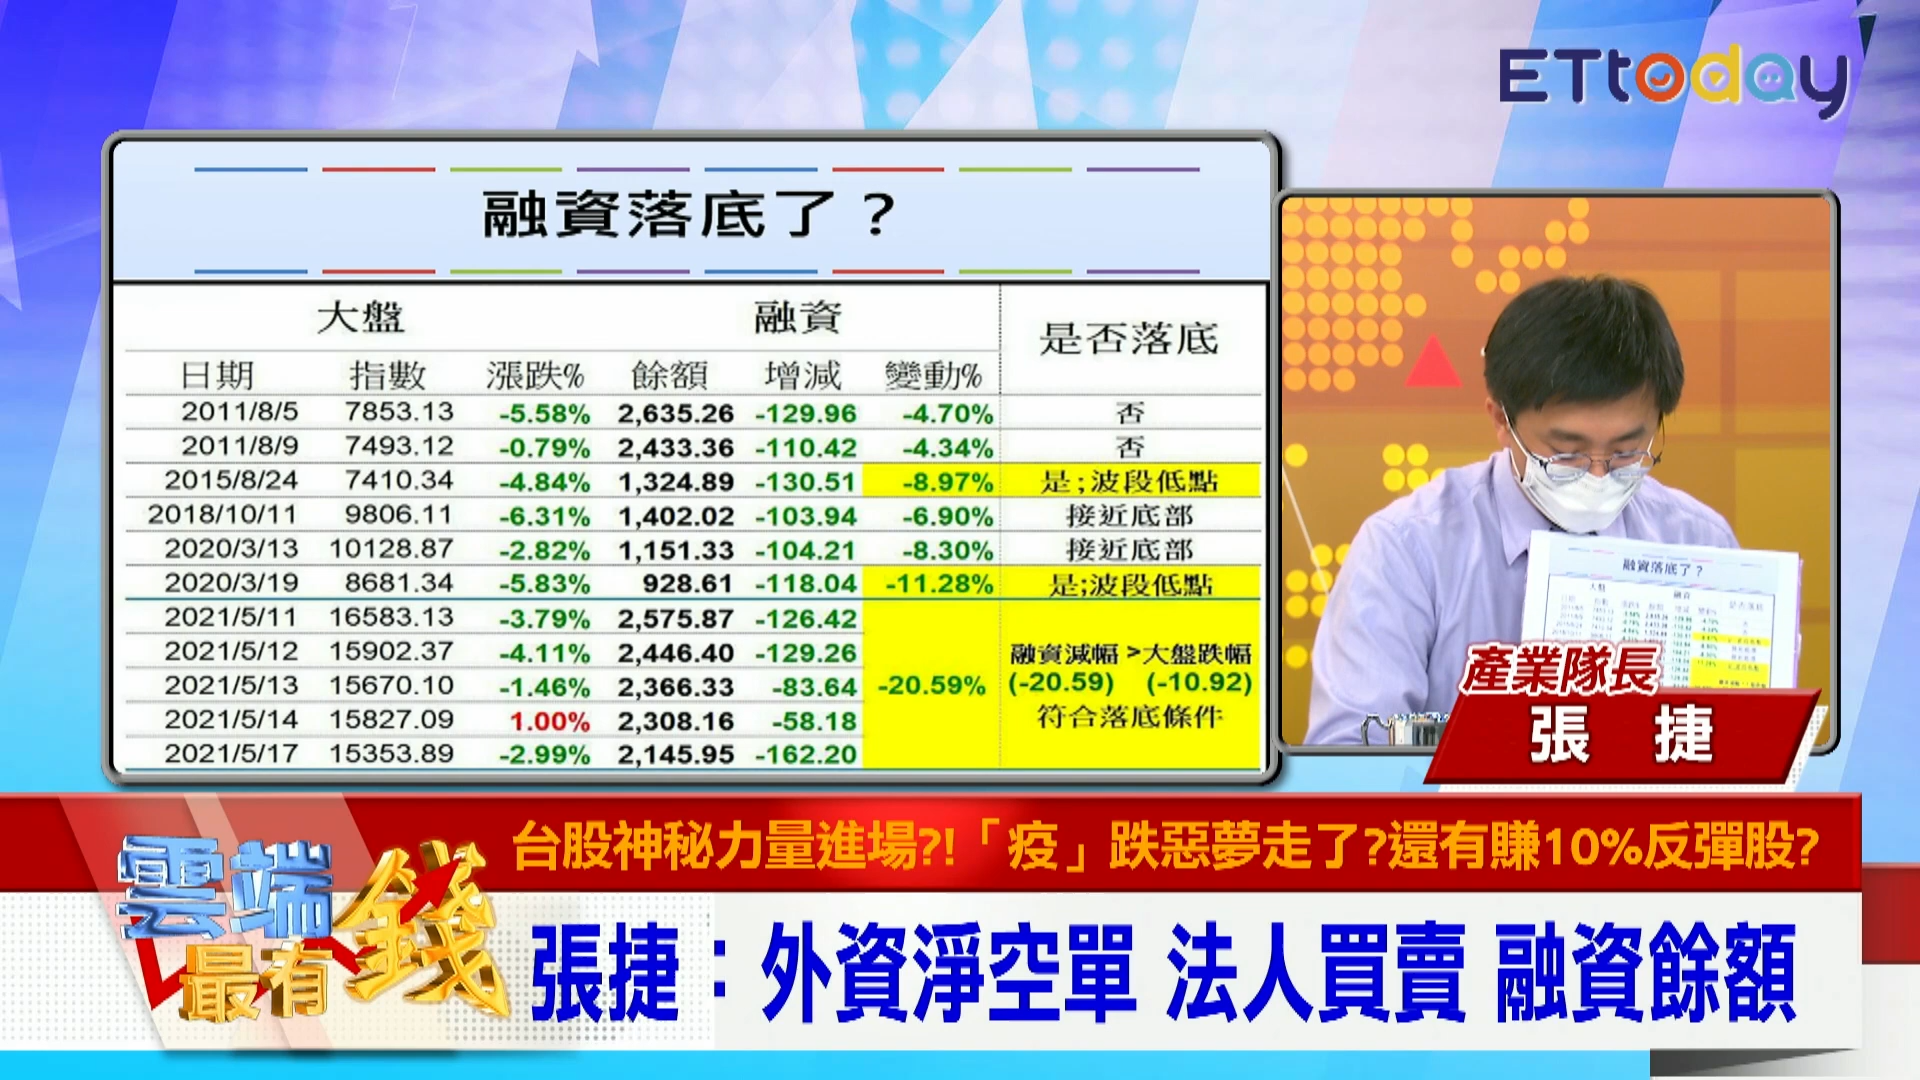 ETtoday
融資落底了？
大盤 融資 是否落底
日期 指數 漲跌% 餘額 增減 變動%
2011/8/5 7853.13 -5.58% 2,635.26 -129.96 -4.70% 否
2011/8/9 7493.12 -0.79% 2,433.36 -110.42 -4.34% 否
2015/8/24 7410.34 -4.84% 1,324.89 -130.51 -8.97% 是;波段低點
2018/10/11 9806.11 -6.31% 1,402.02 -103.94 -6.90% 接近底部
2020/3/13 10128.87 -2.82% 1,151.33 -104.21 -8.30% 接近底部
2020/3/19 8681.34 -5.83% 928.61 -118.04 -11.28% 是;波段低點
2021/5/11 16583.13 -3.79% 2,575.87 -126.42
2021/5/12 15902.37 -4.11% 2,446.40 -129.26 融資減幅>大盤跌幅
2021/5/13 15670.10 -1.46% 2,366.33 -83.64 -20.59% (-20.59) (-10.92)
2021/5/14 15827.09 1.00% 2,308.16 -58.18 符合落底條件
2021/5/17 15353.89 -2.99% 2,145.95 -162.20
融資落底了？
產業隊長
張 捷
雲端
最有錢
台股神秘力量進場?!「疫」跌惡夢走了?還有賺10%反彈股?
張捷：外資淨空單 法人買賣 融資餘額